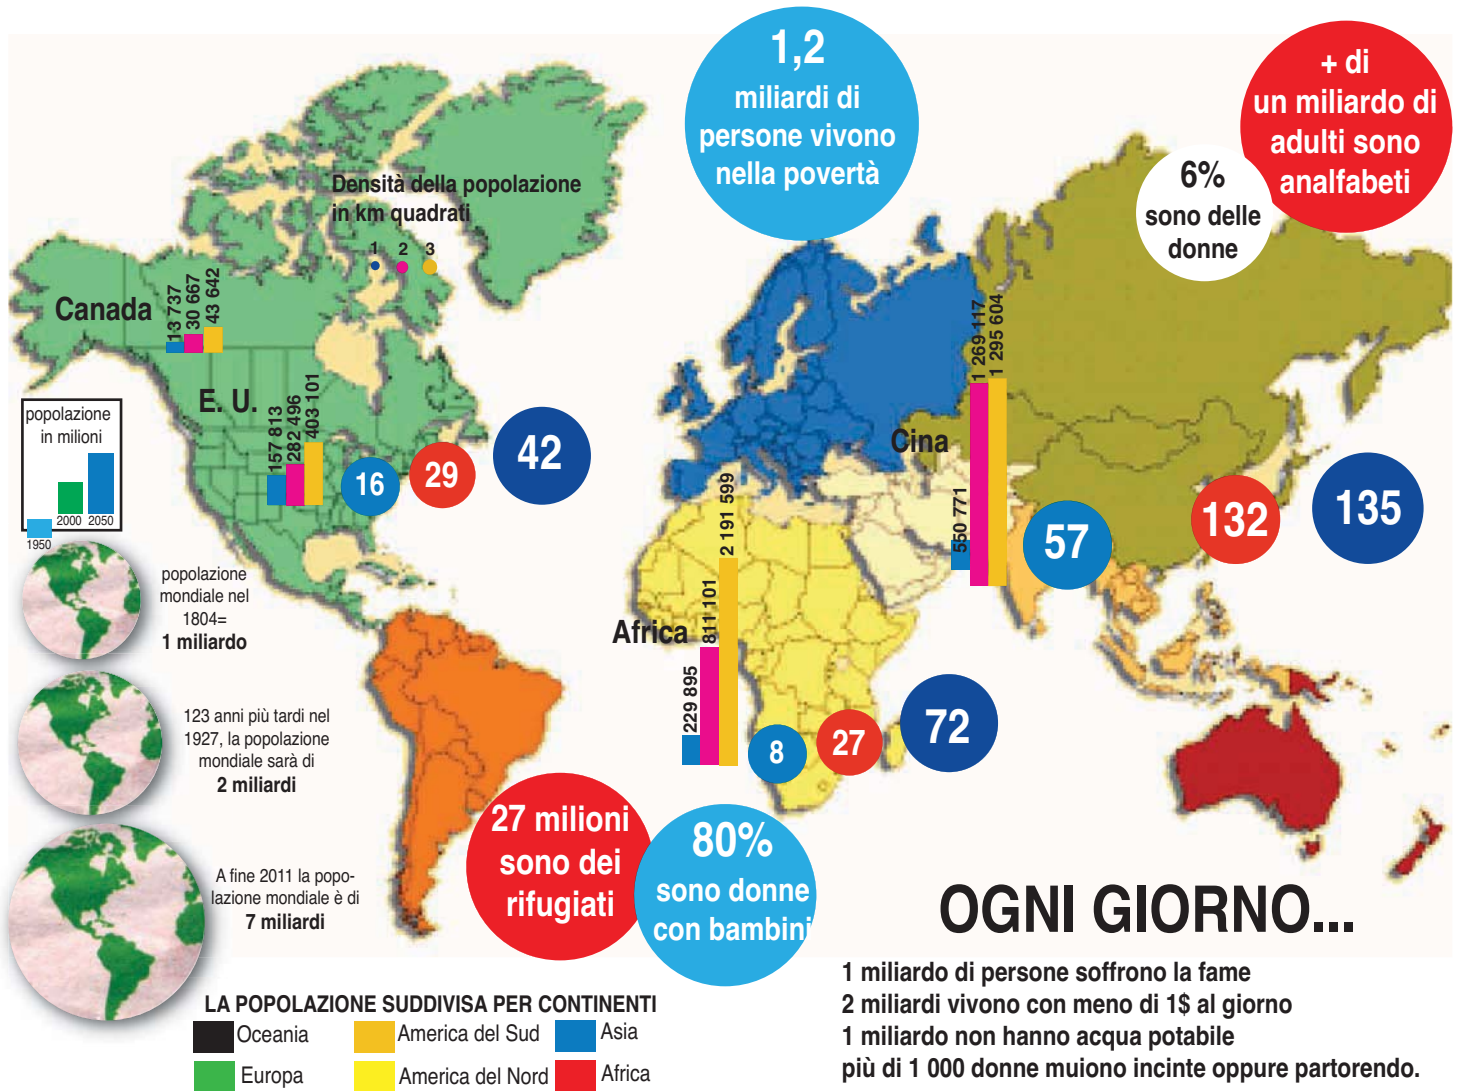 1,2
miliardi di
persone vivono
nella povertà
+ di
un miliardo di
adulti sono
analfabeti
6%
sono delle
donne
Densità della popolazione
in km quadrati
1 2 3
Canada
13 737
30 667
43 642
E. U.
157 813
282 496
403 101
16
29
42
popolazione
in milioni
1950
2000
2050
Cina
550 771
1 269 117
1 295 604
57
132
135
Africa
229 895
811 101
2 191 599
8
27
72
popolazione
mondiale nel
1804=
1 miliardo
123 anni più tardi nel
1927, la popolazione
mondiale sarà di
2 miliardi
A fine 2011 la popo-
lazione mondiale è di
7 miliardi
27 milioni
sono dei
rifugiati
80%
sono donne
con bambini
OGNI GIORNO...
1 miliardo di persone soffrono la fame
2 miliardi vivono con meno di 1$ al giorno
1 miliardo non hanno acqua potabile
più di 1 000 donne muiono incinte oppure partorendo.
LA POPOLAZIONE SUDDIVISA PER CONTINENTI
Oceania
America del Sud
Asia
Europa
America del Nord
Africa